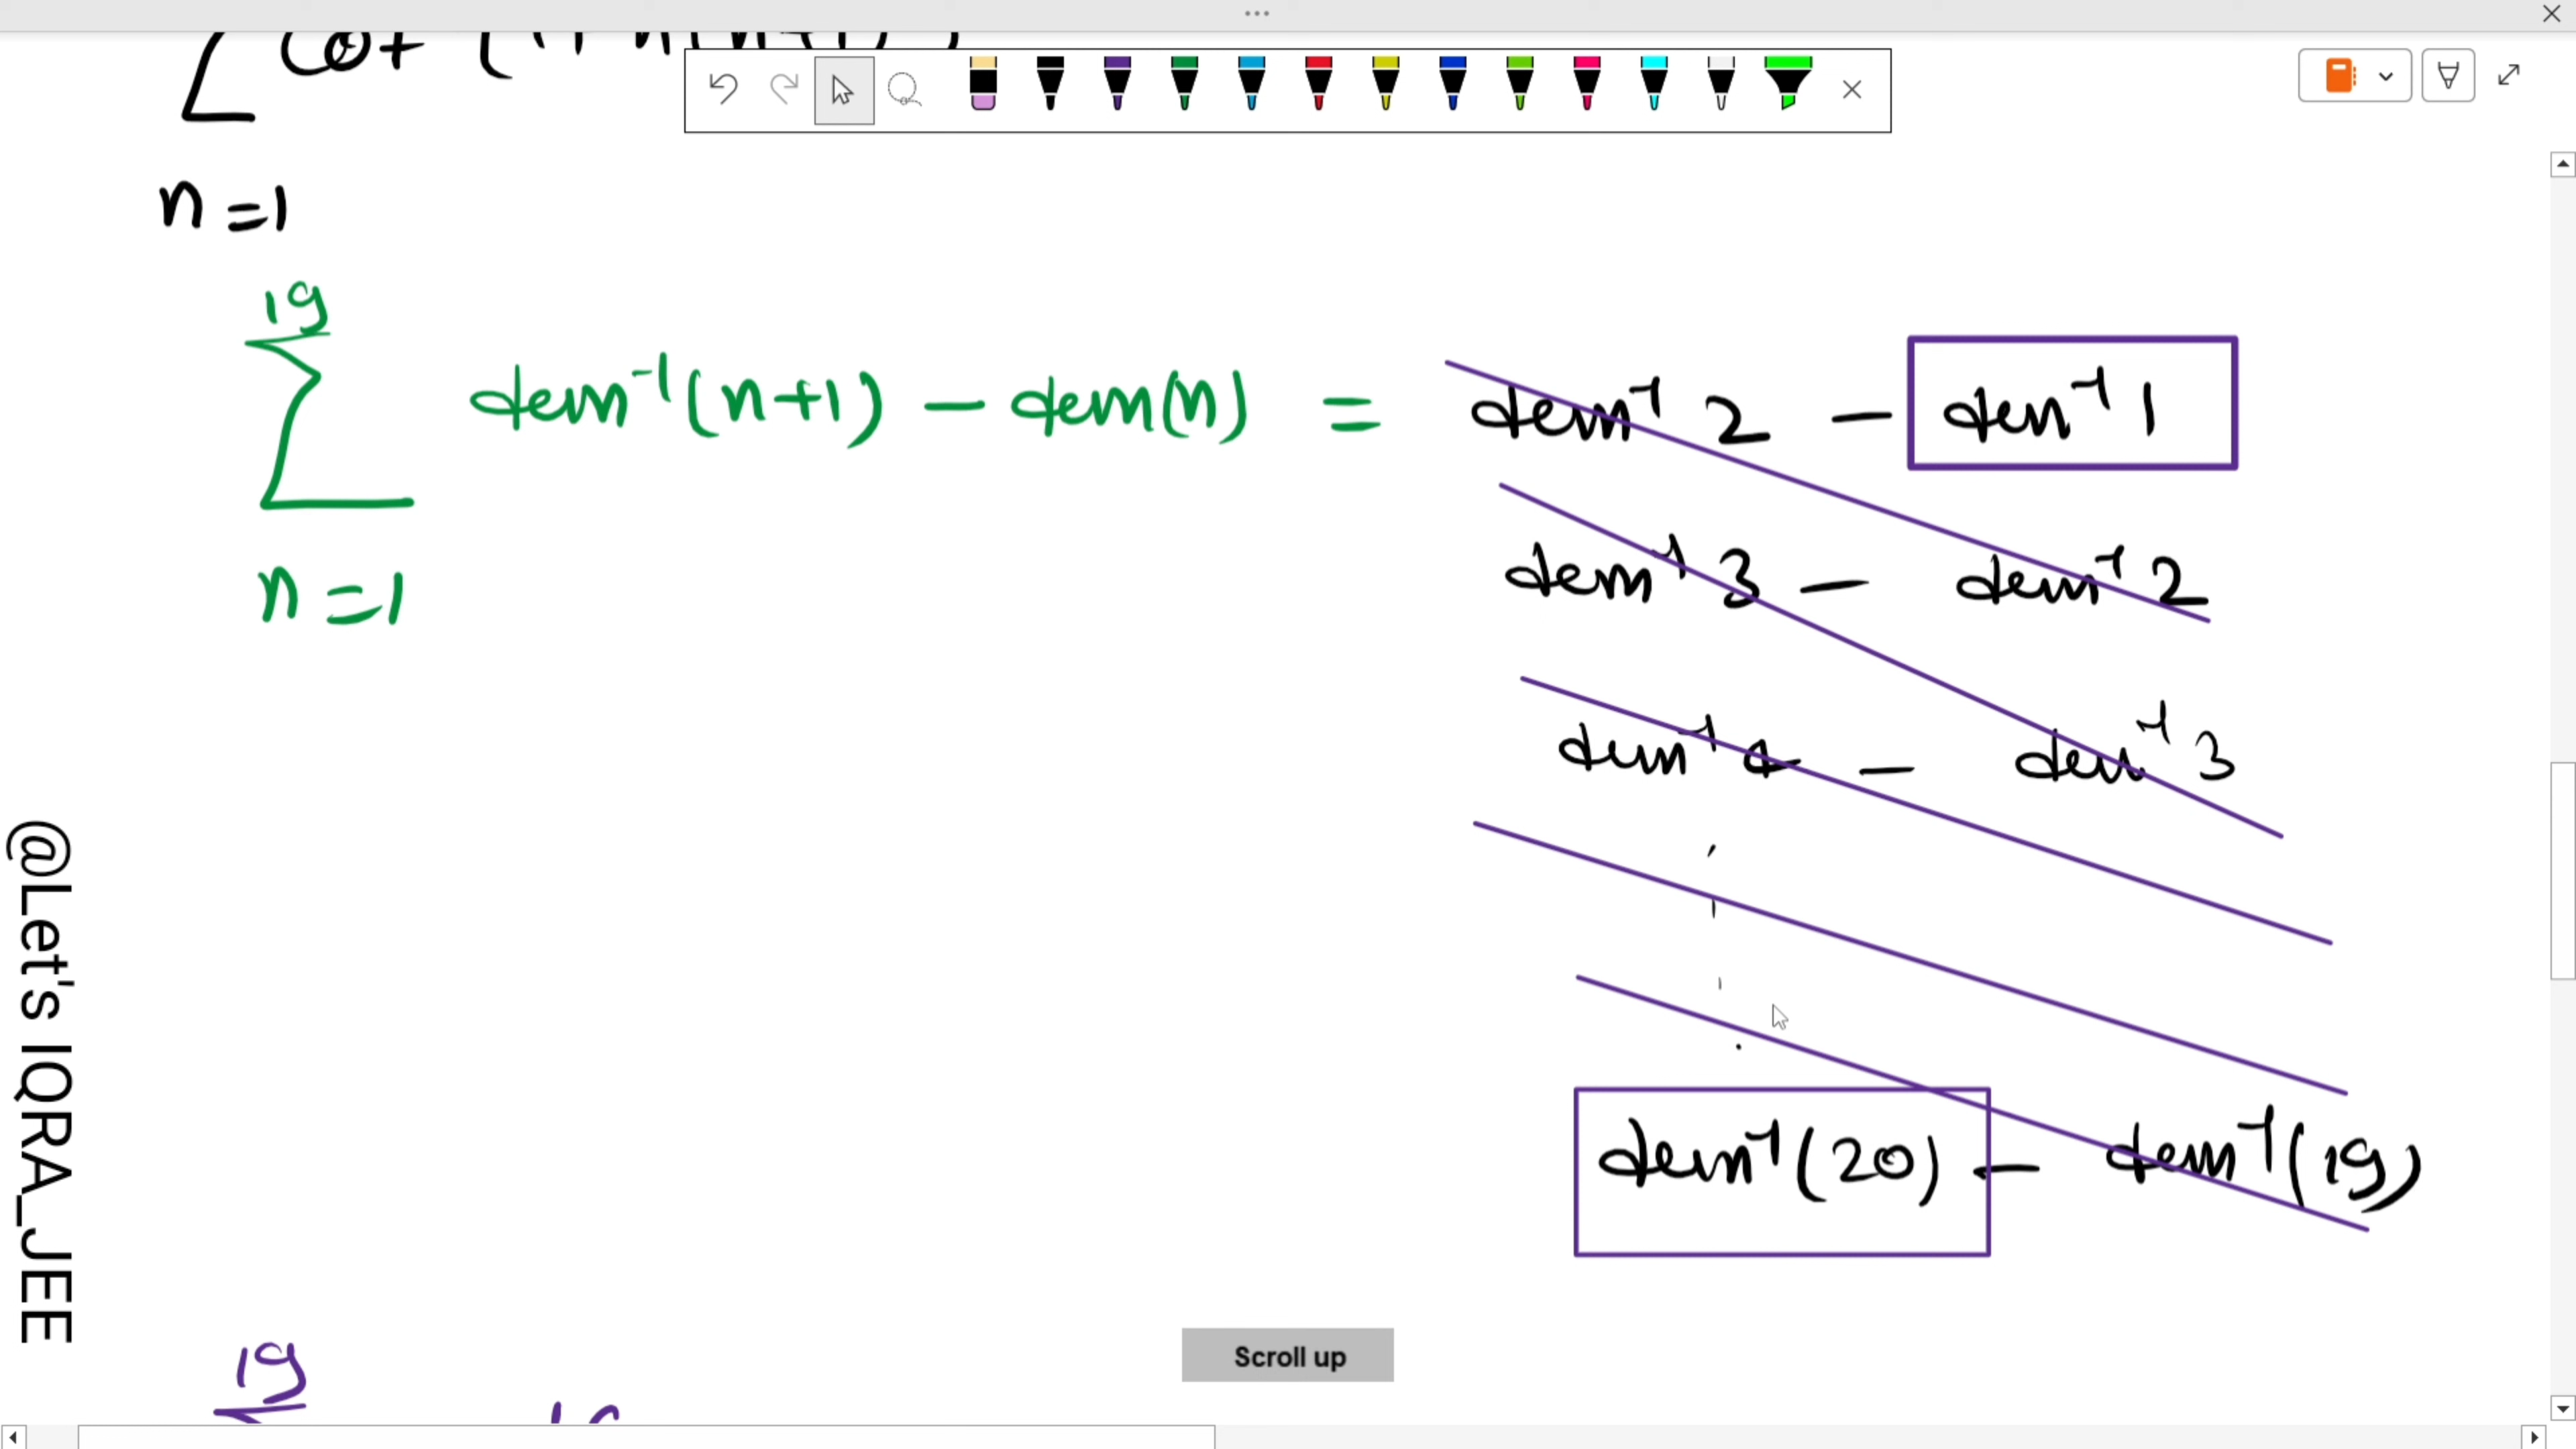 n=1
19
∑ tan⁻¹(n+1) − tan(n) = tan⁻¹ 2 − tan⁻¹ 1
n=1
tan⁻¹ 3 − tan⁻¹ 2
tan⁻¹ 4 − tan⁻¹ 3
tan⁻¹(20) − tan⁻¹(19)
@Let's IQRA_JEE
Scroll up
19